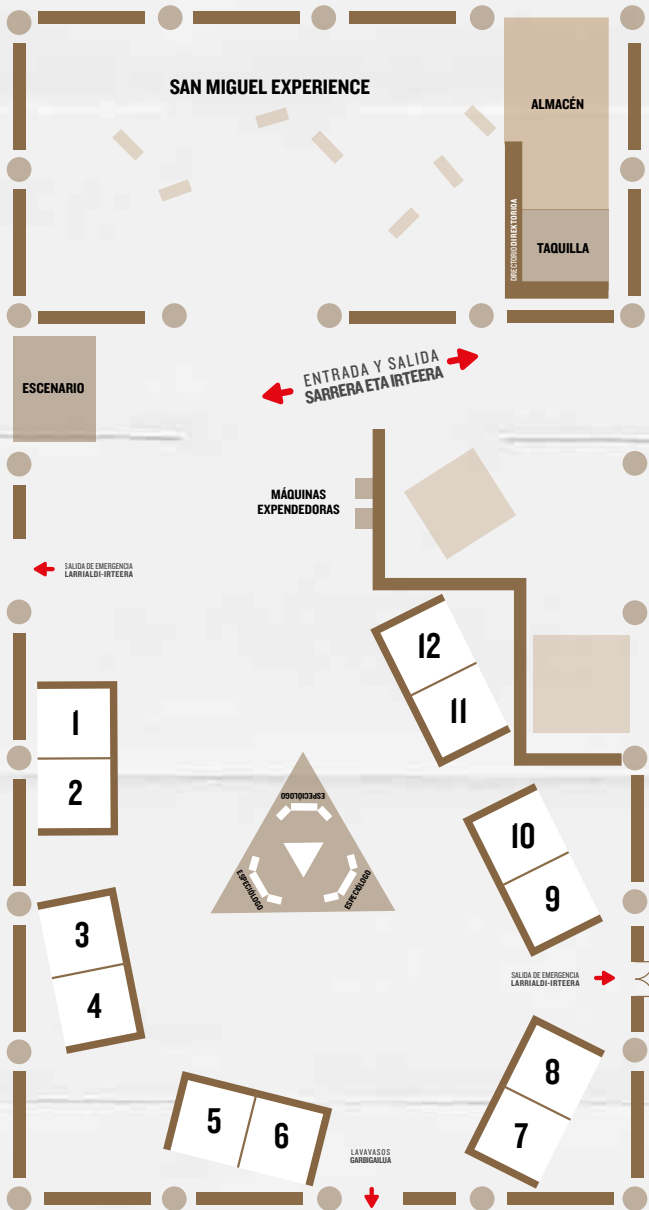 SAN MIGUEL EXPERIENCE
ALMACÉN
DIRECTORIO DIREKTORIOA
TAQUILLA
ESCENARIO
ENTRADA Y SALIDA
SARRERA ETA IRTEERA
MÁQUINAS
EXPENDEDORAS
SALIDA DE EMERGENCIA
LARRIALDI-IRTEERA
12
11
1
2
ESPECIÓLOGO
ESPECIÓLOGO
ESPECIÓLOGO
10
9
3
4
SALIDA DE EMERGENCIA
LARRIALDI-IRTEERA
8
7
5
6
LAVAVASOS
GARBIGAILUA